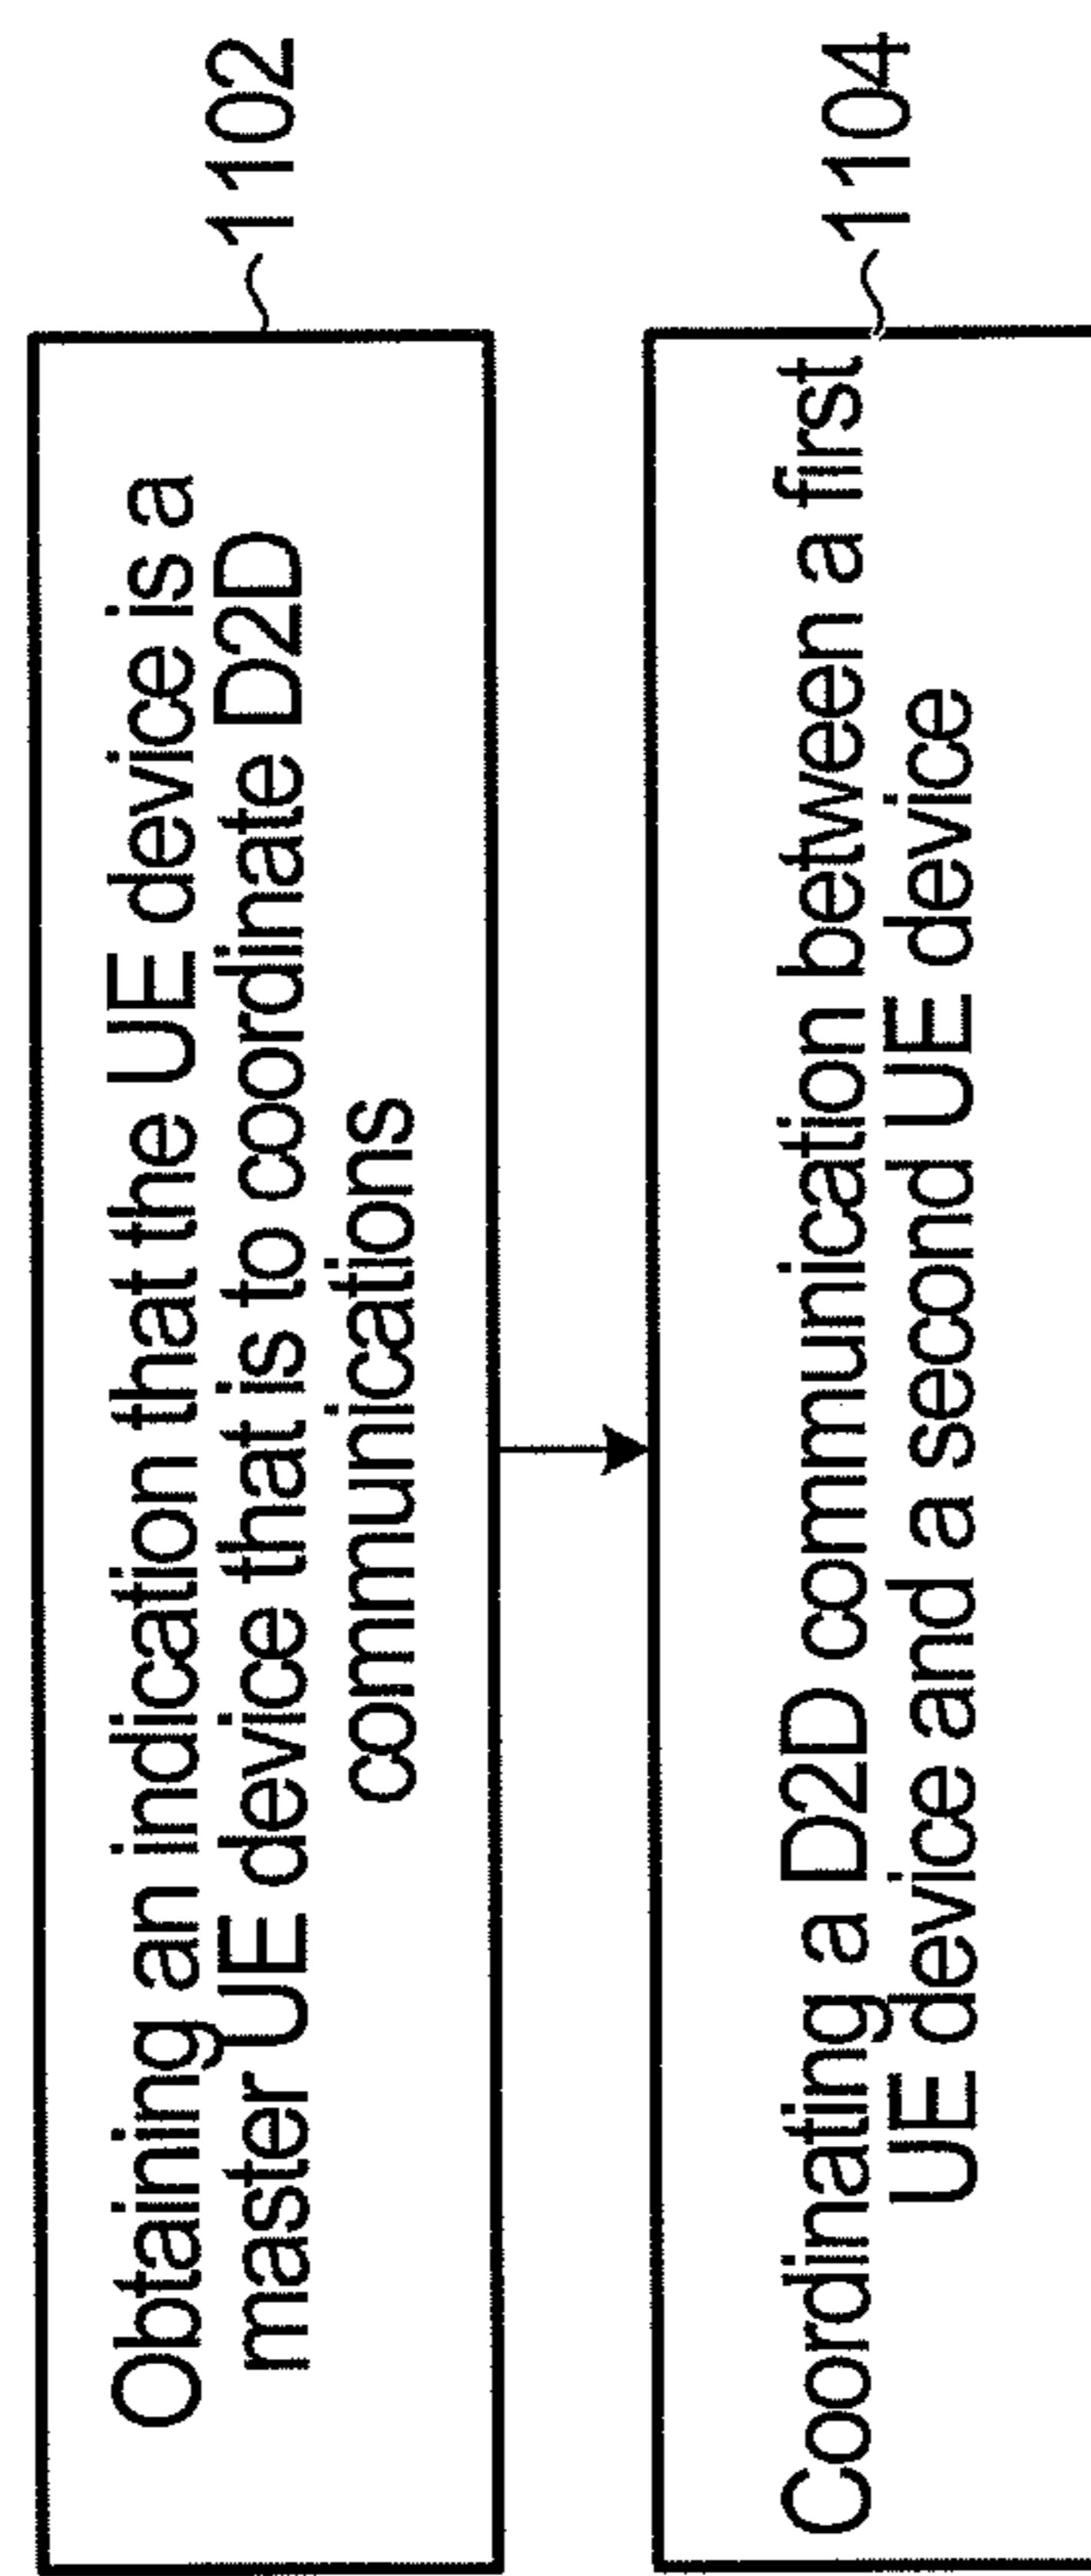 Obtaining an indication that the UE device is a
master UE device that is to coordinate D2D
communications
1102
Coordinating a D2D communication between a first
UE device and a second UE device
1104